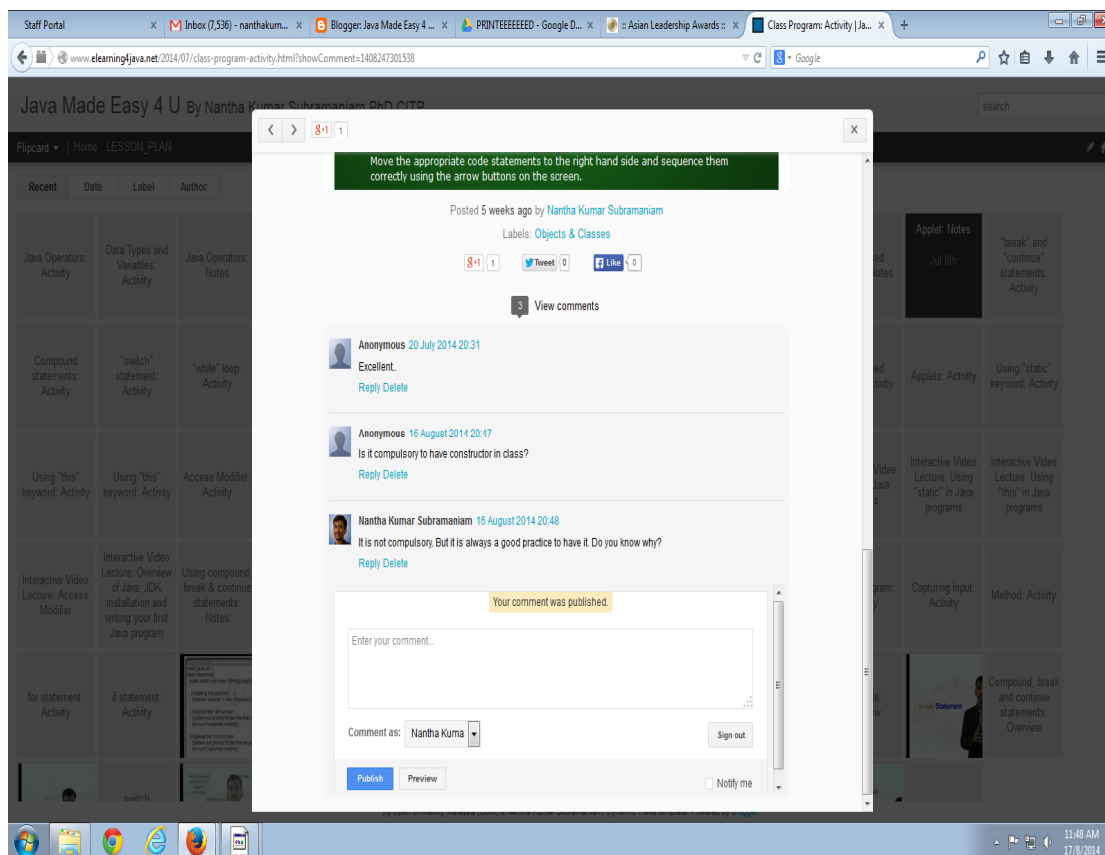 Staff Portal
Inbox (7,536) - nanthakum...
Blogger: Java Made Easy 4 ...
PRINTEEEEEEED - Google D...
:: Asian Leadership Awards ::
Class Program: Activity | Ja...
www.elearning4java.net/2014/07/class-program-activity.html?showComment=1408247301538
Google
Java Made Easy 4 U By Nantha Kumar Subramaniam PhD CITP
search
Flipcard Home LESSON_PLAN
Recent Date Label Author
1
Move the appropriate code statements to the right hand side and sequence them
correctly using the arrow buttons on the screen.
Posted 5 weeks ago by Nantha Kumar Subramaniam
Labels: Objects & Classes
1 Tweet 0 Like 0
3 View comments
Anonymous 20 July 2014 20:31
Excellent..
Reply Delete
Anonymous 16 August 2014 20:47
Is it compulsory to have constructor in class?
Reply Delete
Nantha Kumar Subramaniam 16 August 2014 20:48
It is not compulsory. But it is always a good practice to have it. Do you know why?
Reply Delete
Your comment was published.
Enter your comment...
Comment as: Nantha Kuma
Sign out
Publish Preview
Notify me
Java Operators:
Activity
Data Types and
Variables:
Activity
Java Operators:
Notes
Applet: Notes
Jul 8th
"break" and
"continue"
statements:
Activity
Compound
statements:
Activity
"switch"
statement:
Activity
"while" loop:
Activity
Applets: Activity
Using "static"
keyword: Activity
Using "this"
keyword: Activity
Using "this"
keyword: Activity
Access Modifier:
Activity
Interactive Video
Lecture: Using
"static" in Java
programs
Interactive Video
Lecture: Using
"this" in Java
programs
Interactive Video
Lecture: Access
Modifier
Interactive Video
Lecture: Overview
of Java, JDK
installation and
writing your first
Java program
Using compound,
break & continue
statements:
Notes
Capturing Input:
Activity
Method: Activity
for statement:
Activity
if statement:
Activity
break Statement
Compound, break
and continue
statements:
Overview
switch
11:48 AM
17/8/2014